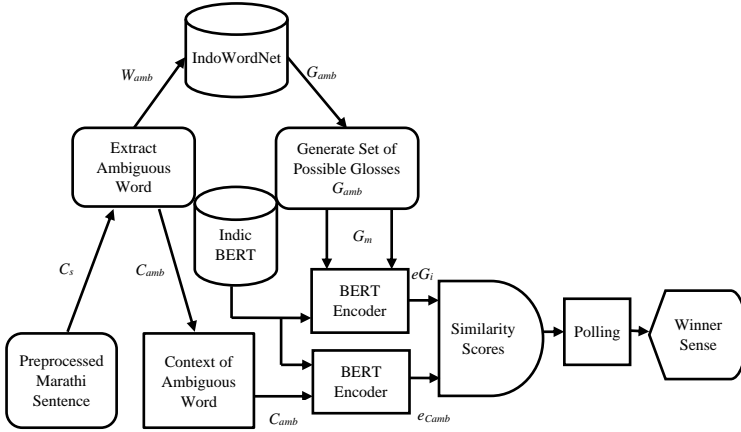 IndoWordNet
W_amb
G_amb
Extract
Ambiguous
Word
Generate Set of
Possible Glosses
G_amb
Indic
BERT
G_m
C_s
C_amb
eG_i
BERT
Encoder
Similarity
Scores
Polling
Winner
Sense
Preprocessed
Marathi
Sentence
Context of
Ambiguous
Word
BERT
Encoder
C_amb
e_Camb